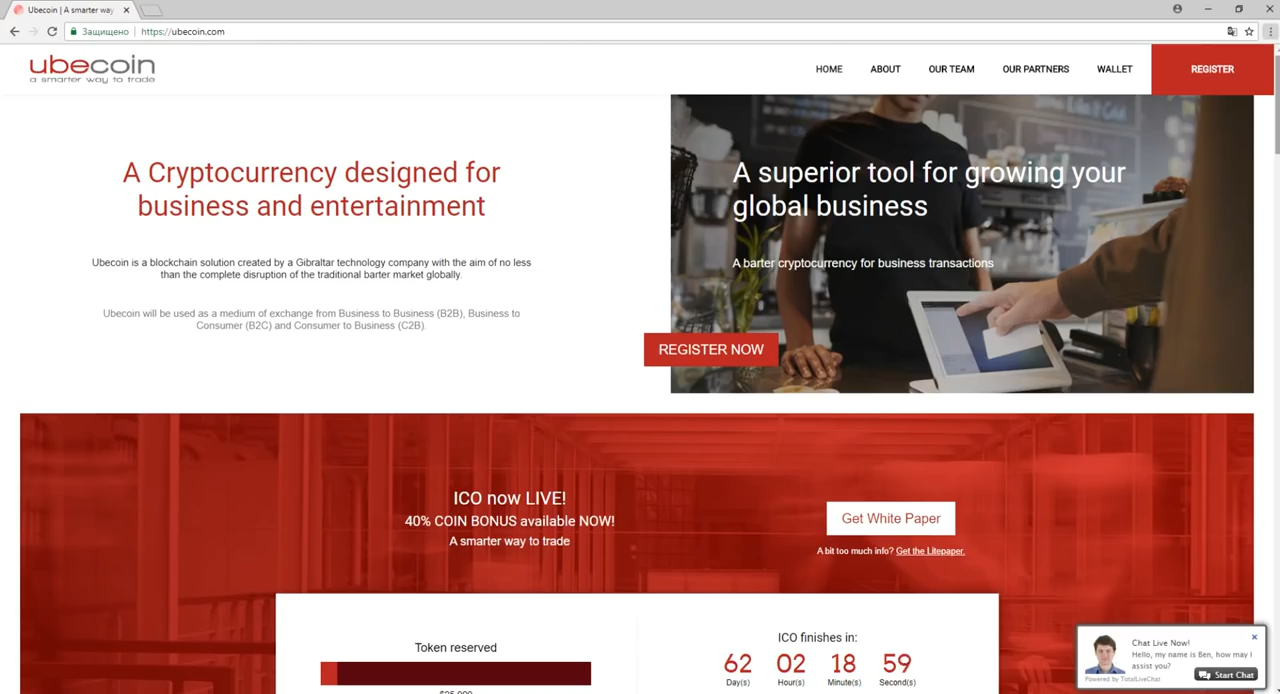 Ubecoin | A smarter way
Защищено
https://ubecoin.com
ubecoin
a smarter way to trade
HOME
ABOUT
OUR TEAM
OUR PARTNERS
WALLET
REGISTER
A Cryptocurrency designed for
business and entertainment
Ubecoin is a blockchain solution created by a Gibraltar technology company with the aim of no less
than the complete disruption of the traditional barter market globally.
Ubecoin will be used as a medium of exchange from Business to Business (B2B), Business to
Consumer (B2C) and Consumer to Business (C2B).
A superior tool for growing your
global business
A barter cryptocurrency for business transactions
REGISTER NOW
ICO now LIVE!
40% COIN BONUS available NOW!
A smarter way to trade
Get White Paper
A bit too much info? Get the Litepaper.
Token reserved
ICO finishes in:
62 02 18 59
Day(s) Hour(s) Minute(s) Second(s)
Chat Live Now!
Hello, my name is Ben, how may I
assist you?
Powered by TotalLiveChat
Start Chat